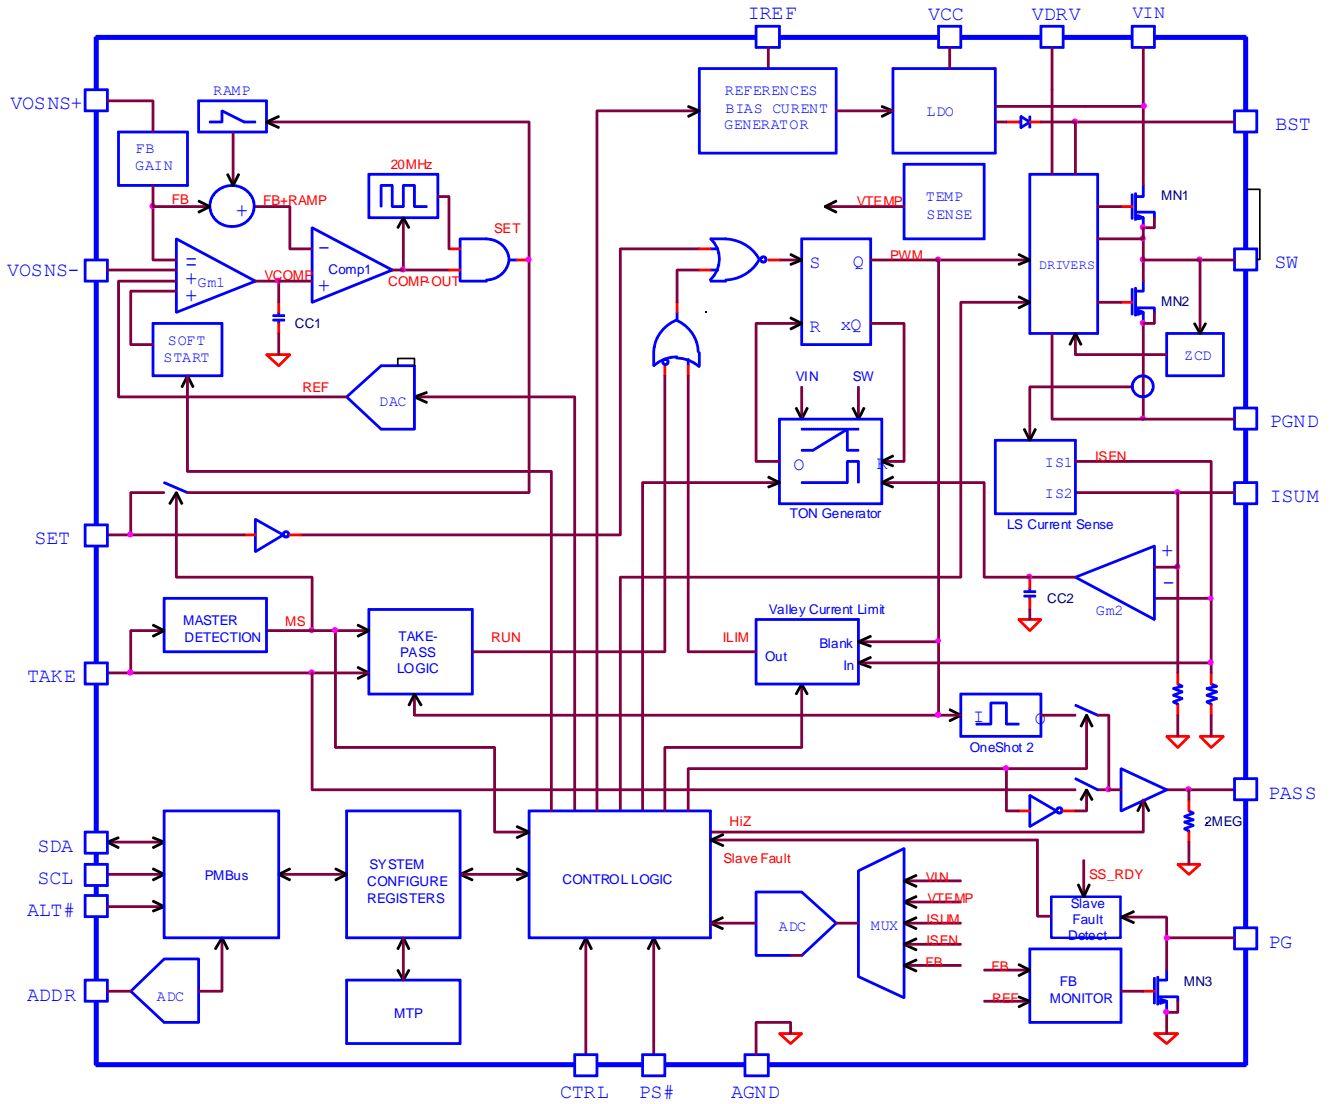 IREF
VCC
VDRV
VIN
VOSNS+
RAMP
REFERENCES
BIAS CURENT
GENERATOR
LDO
BST
FB
GAIN
20MHz
TEMP
SENSE
VTEMP
MN1
FB
+
FB+RAMP
SET
VOSNS-
=
+
+
Gm1
VCOMP
−
+
Comp1
COMP-OUT
S
Q
R
xQ
PWM
DRIVERS
SW
MN2
CC1
SOFT
START
ZCD
REF
DAC
VIN
SW
PGND
O
R
TON Generator
IS1
IS2
ISEN
LS Current Sense
ISUM
SET
+
−
Gm2
CC2
MASTER
DETECTION
MS
TAKE-
PASS
LOGIC
RUN
ILIM
Valley Current Limit
Blank
Out
In
TAKE
I
O
OneShot 2
PASS
2MEG
HiZ
Slave Fault
SDA
SCL
ALT#
PMBus
SYSTEM
CONFIGURE
REGISTERS
CONTROL LOGIC
ADC
MUX
VIN
VTEMP
ISUM
ISEN
FB
SS_RDY
Slave
Fault
Detect
PG
FB
REF
FB
MONITOR
MN3
ADDR
ADC
MTP
CTRL
PS#
AGND